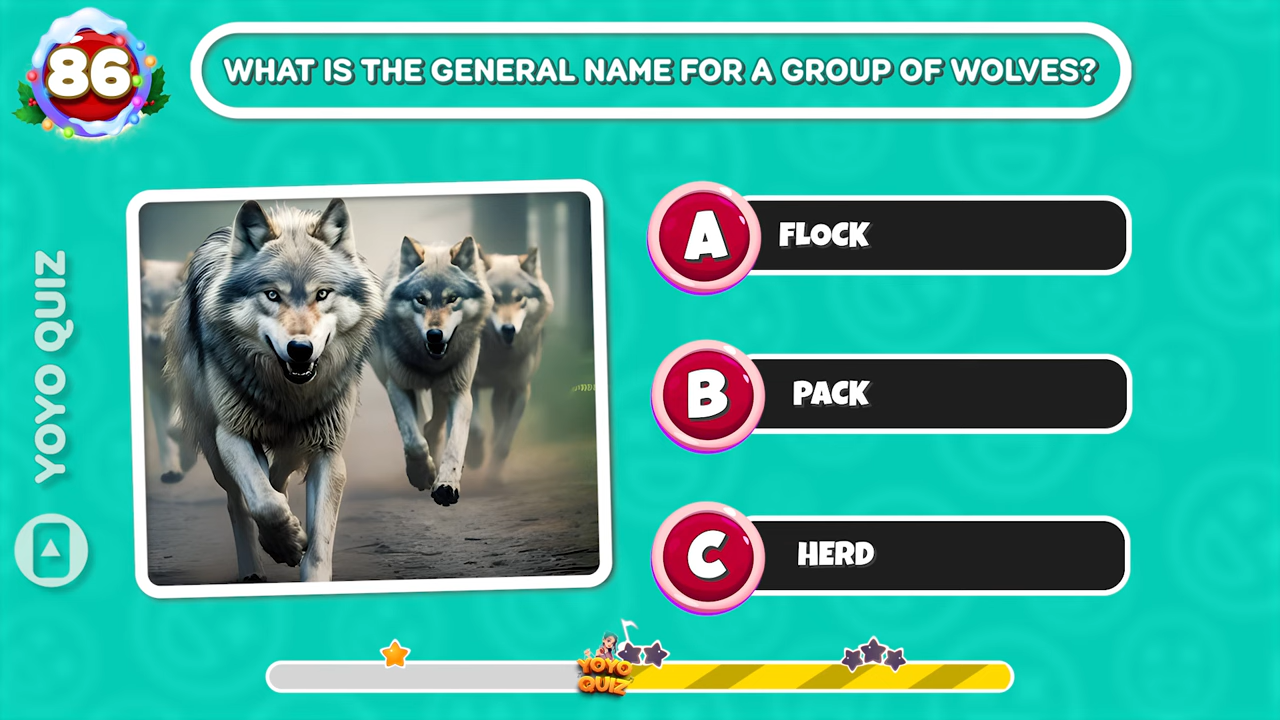 86
WHAT IS THE GENERAL NAME FOR A GROUP OF WOLVES?
YOYO QUIZ
A FLOCK
B PACK
C HERD
YOYO
QUIZ